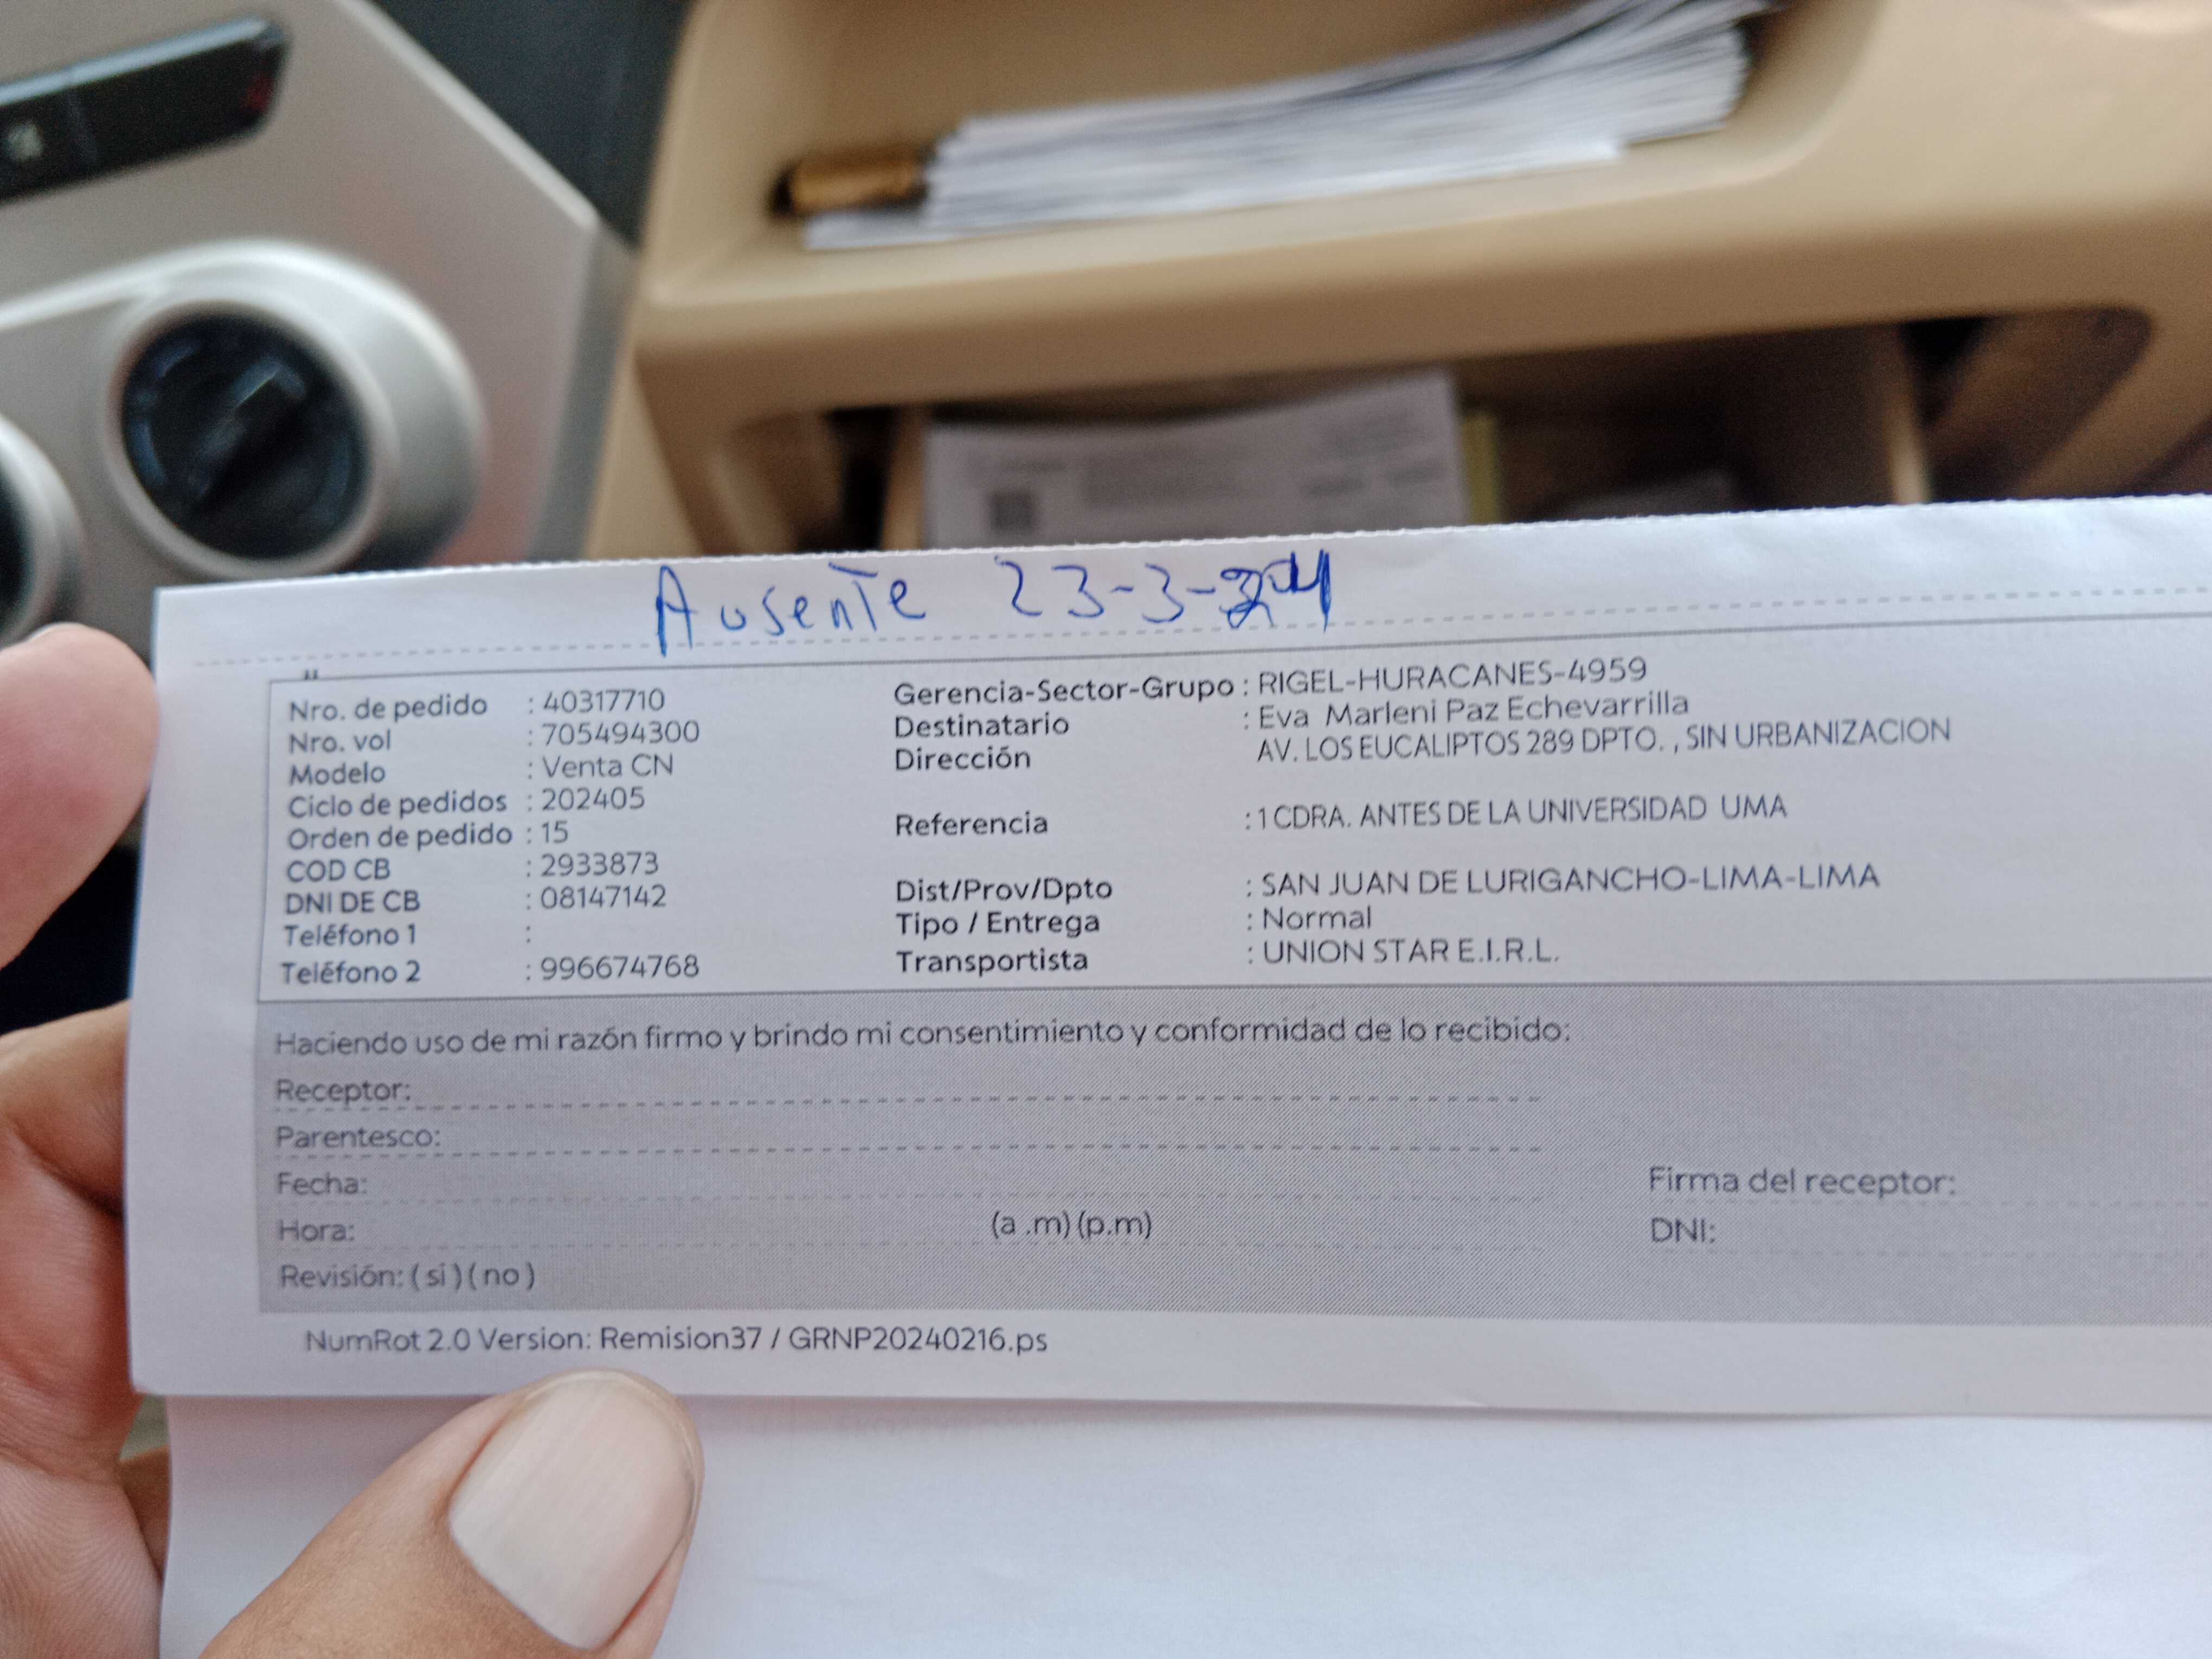 Ausente 23-3-24
Nro. de pedido : 40317710
Nro. vol : 705494300
Modelo : Venta CN
Ciclo de pedidos : 202405
Orden de pedido : 15
COD CB : 2933873
DNI DE CB : 08147142
Teléfono 1 :
Teléfono 2 : 996674768
Gerencia-Sector-Grupo : RIGEL-HURACANES-4959
Destinatario : Eva Marleni Paz Echevarrilla
Dirección AV. LOS EUCALIPTOS 289 DPTO. , SIN URBANIZACION
Referencia : 1 CDRA. ANTES DE LA UNIVERSIDAD UMA
Dist/Prov/Dpto : SAN JUAN DE LURIGANCHO-LIMA-LIMA
Tipo / Entrega : Normal
Transportista : UNION STAR E.I.R.L.
Haciendo uso de mi razón firmo y brindo mi consentimiento y conformidad de lo recibido:
Receptor:
Parentesco:
Fecha:
Hora: (a .m) (p.m)
Revisión: ( si ) ( no )
Firma del receptor:
DNI:
NumRot 2.0 Version: Remision37 / GRNP20240216.ps